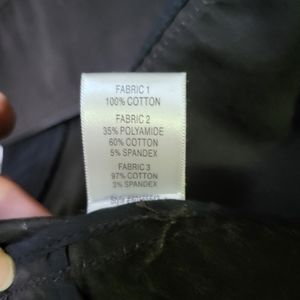 FABRIC 1
100% COTTON
FABRIC 2
35% POLYAMIDE
60% COTTON
5% SPANDEX
FABRIC 3
97% COTTON
3% SPANDEX